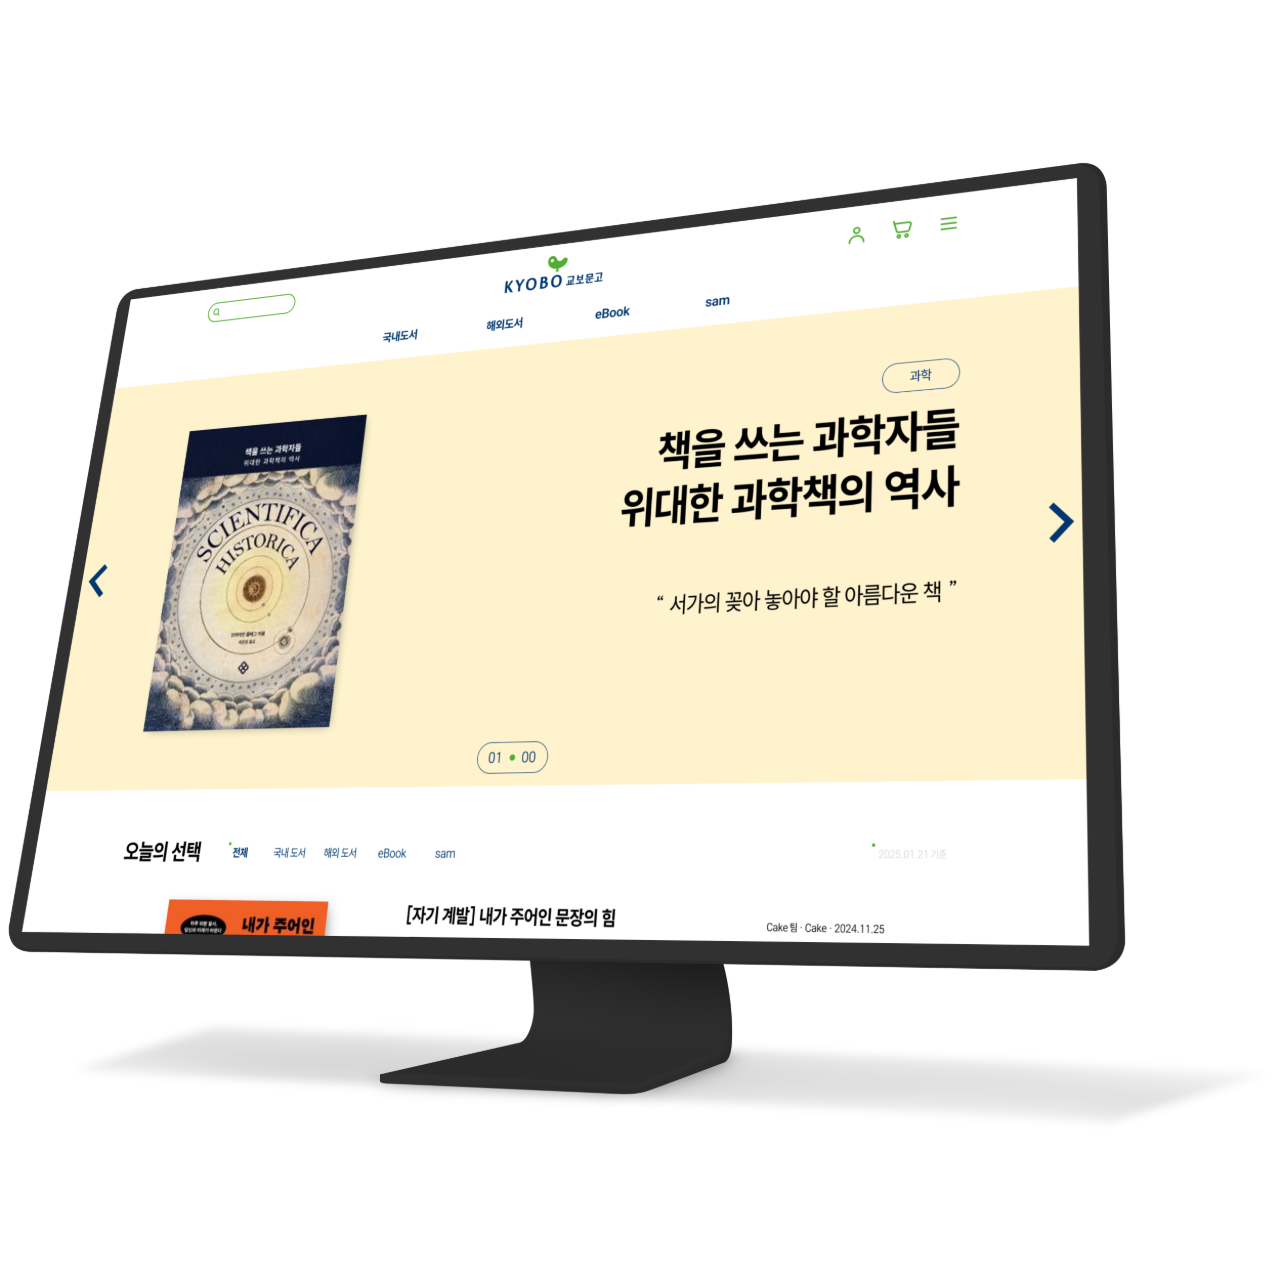 KYOBO 교보문고
국내도서
해외도서
eBook
sam
과학
책을 쓰는 과학자들
위대한 과학책의 역사
“ 서가의 꽂아 놓아야 할 아름다운 책 ”
책을 쓰는 과학자들
위대한 과학책의 역사
SCIENTIFICA
HISTORICA
01 • 00
오늘의 선택
전체
국내 도서
해외 도서
eBook
sam
2025.01.21 기준
내가 주어인
[자기 계발] 내가 주어인 문장의 힘
Cake 팀 · Cake · 2024.11.25